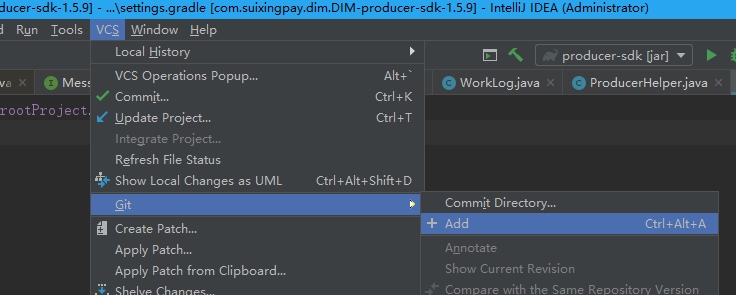 ducer-sdk-1.5.9] - ...\settings.gradle [com.suixingpay.dim.DIM-producer-sdk-1.5.9] - IntelliJ IDEA (Administrator)
Run Tools VCS Window Help
producer-sdk [jar]
va Mess WorkLog.java ProducerHelper.java
rootProject.
Local History
VCS Operations Popup... Alt+`
Commit... Ctrl+K
Update Project... Ctrl+T
Integrate Project...
Refresh File Status
Show Local Changes as UML Ctrl+Alt+Shift+D
Git
Create Patch...
Apply Patch...
Apply Patch from Clipboard...
Shelve Changes...
Commit Directory...
Add Ctrl+Alt+A
Annotate
Show Current Revision
Compare with the Same Repository Version